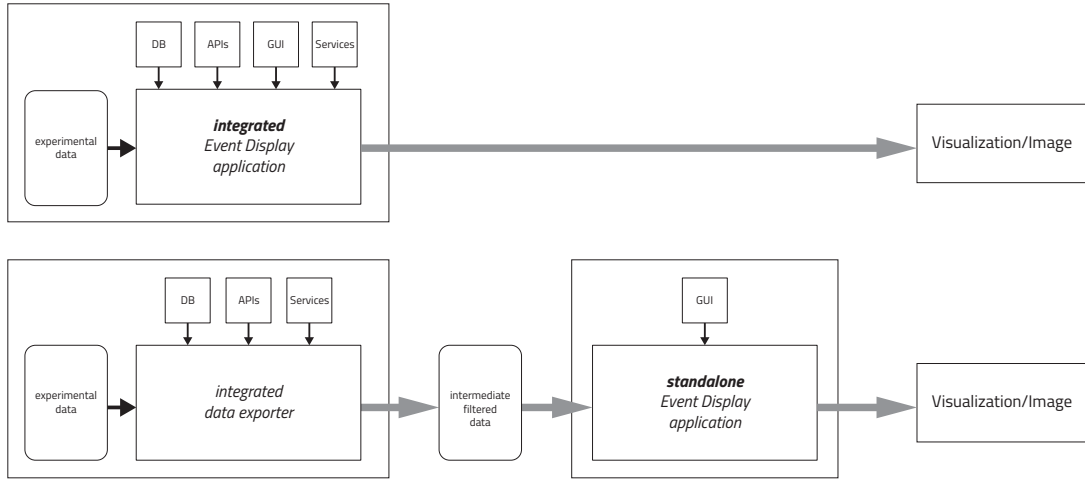 DB
APIs
GUI
Services
experimental
data
integrated
Event Display
application
Visualization/Image
DB
APIs
Services
GUI
experimental
data
integrated
data exporter
intermediate
filtered
data
standalone
Event Display
application
Visualization/Image